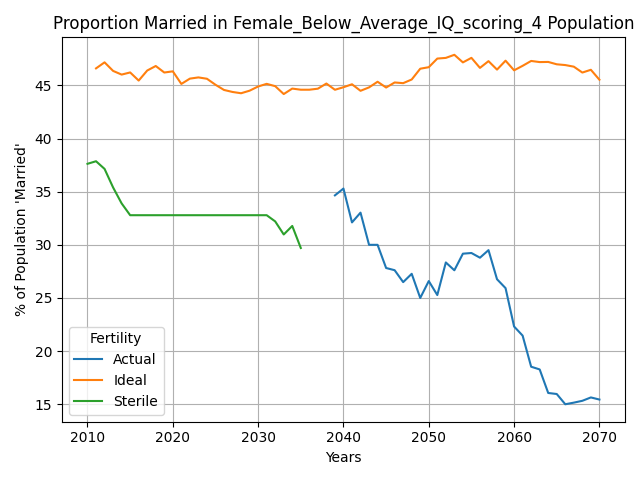 Proportion Married in Female_Below_Average_IQ_scoring_4 Population
% of Population 'Married'
45
40
35
30
25
20
15
Fertility
Actual
Ideal
Sterile
2010 2020 2030 2040 2050 2060 2070
Years